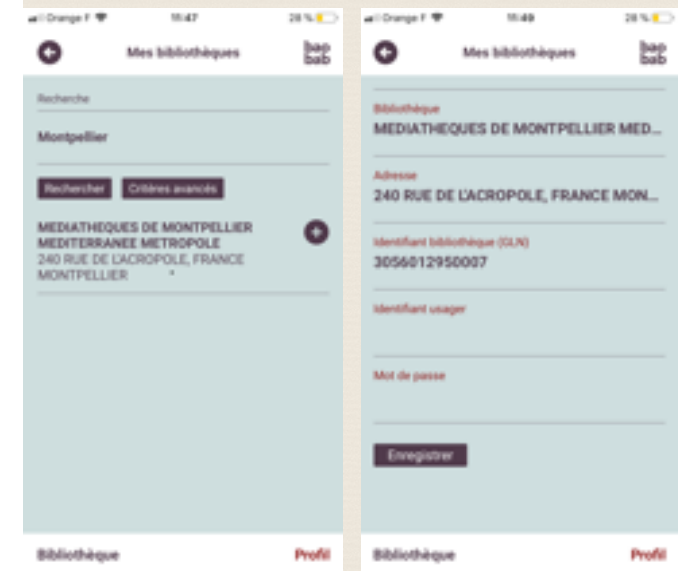 Orange F 11:47 28 %
Mes bibliothèques
bao
bab
Recherche
Montpellier
Rechercher Critères avancés
MEDIATHEQUES DE MONTPELLIER
MEDITERRANEE METROPOLE
240 RUE DE L'ACROPOLE, FRANCE
MONTPELLIER
Bibliothèque Profil
Orange F 11:49 28 %
Mes bibliothèques
bao
bab
Bibliothèque
MEDIATHEQUES DE MONTPELLIER MED...
Adresse
240 RUE DE L'ACROPOLE, FRANCE MON...
Identifiant bibliothèque (GLN)
3056012950007
Identifiant usager
Mot de passe
Enregistrer
Bibliothèque Profil